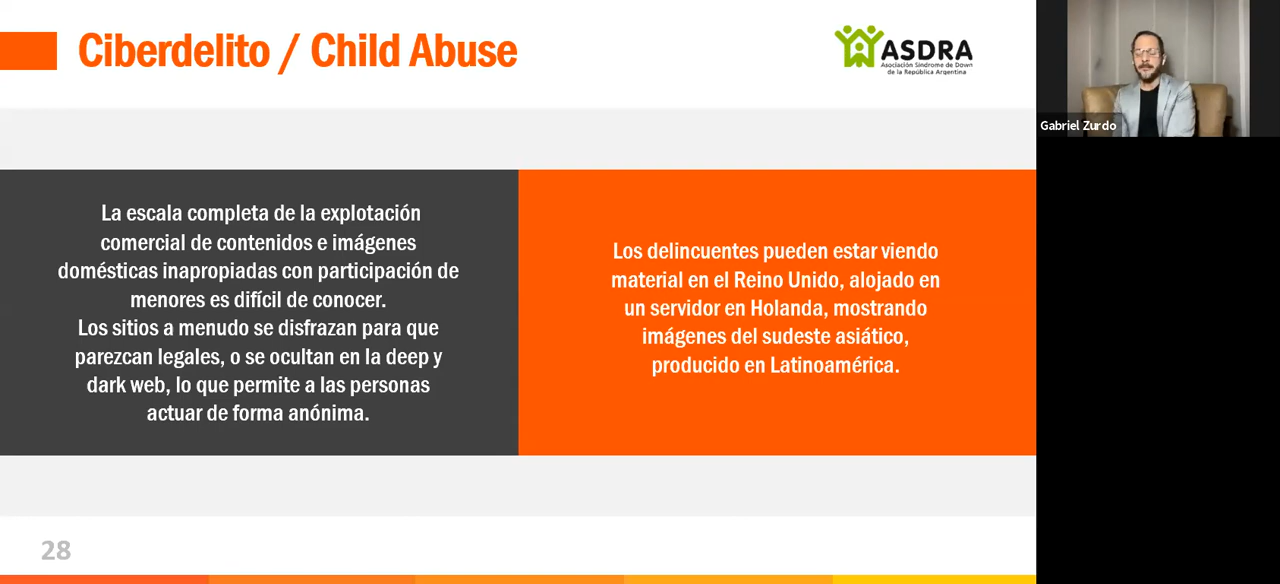 Ciberdelito / Child Abuse
ASDRA
Asociación Síndrome de Down
de la República Argentina
Gabriel Zurdo
La escala completa de la explotación
comercial de contenidos e imágenes
domésticas inapropiadas con participación de
menores es difícil de conocer.
Los sitios a menudo se disfrazan para que
parezcan legales, o se ocultan en la deep y
dark web, lo que permite a las personas
actuar de forma anónima.
Los delincuentes pueden estar viendo
material en el Reino Unido, alojado en
un servidor en Holanda, mostrando
imágenes del sudeste asiático,
producido en Latinoamérica.
28